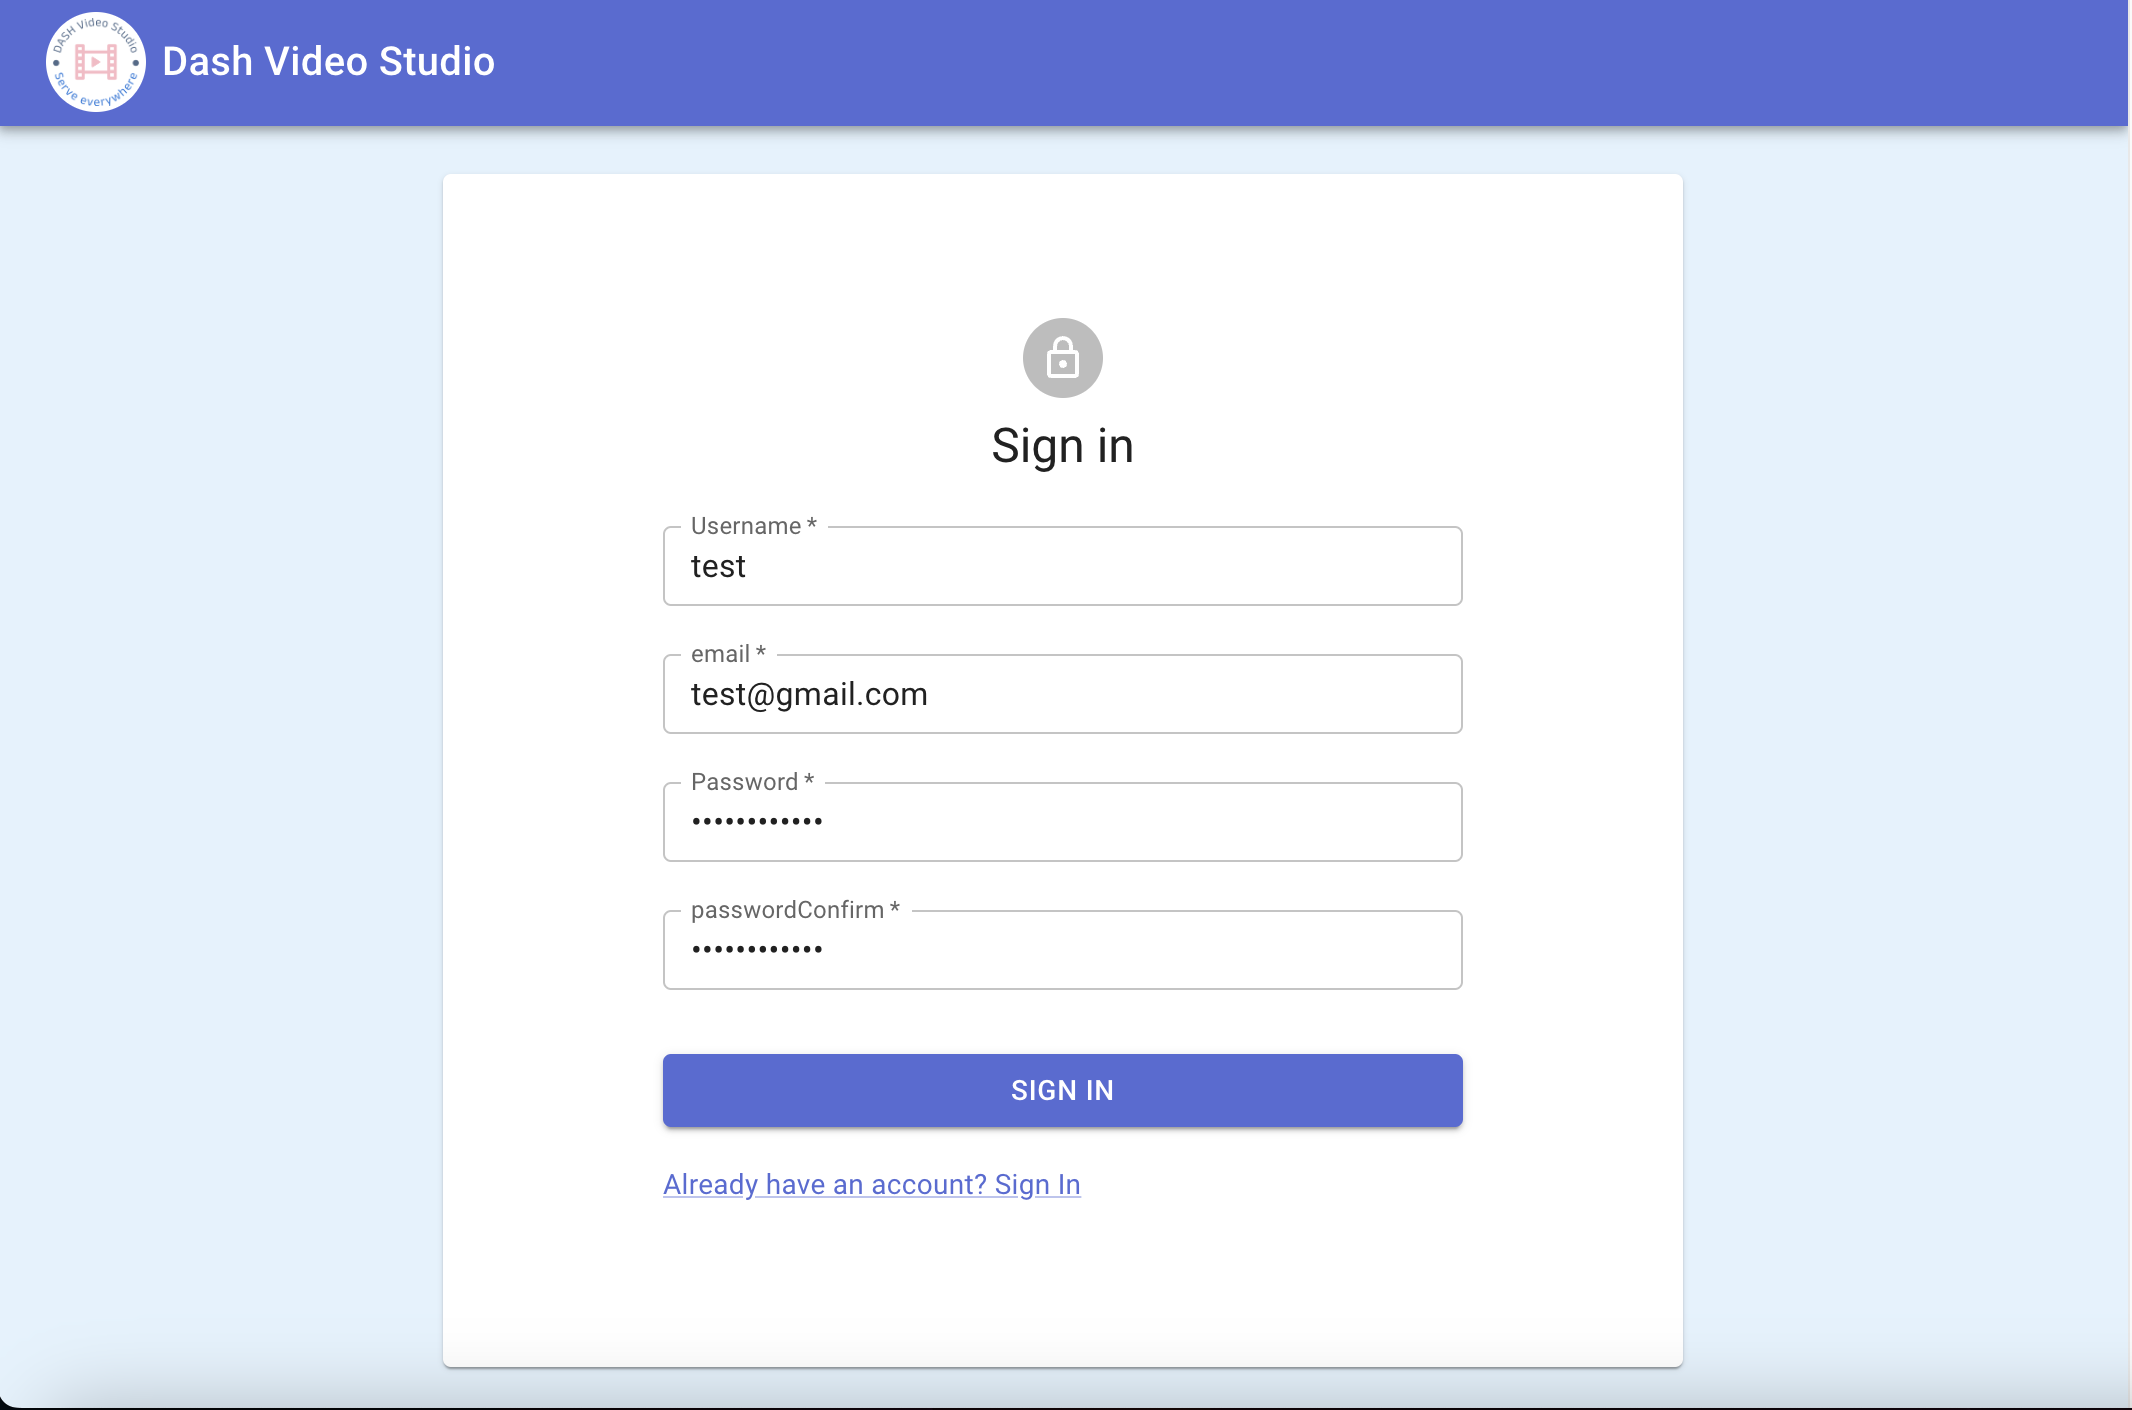 DASH Video Studio
Serve everywhere
Dash Video Studio
Sign in
Username *
test
email *
test@gmail.com
Password *
••••••••••••
passwordConfirm *
••••••••••••
SIGN IN
Already have an account? Sign In